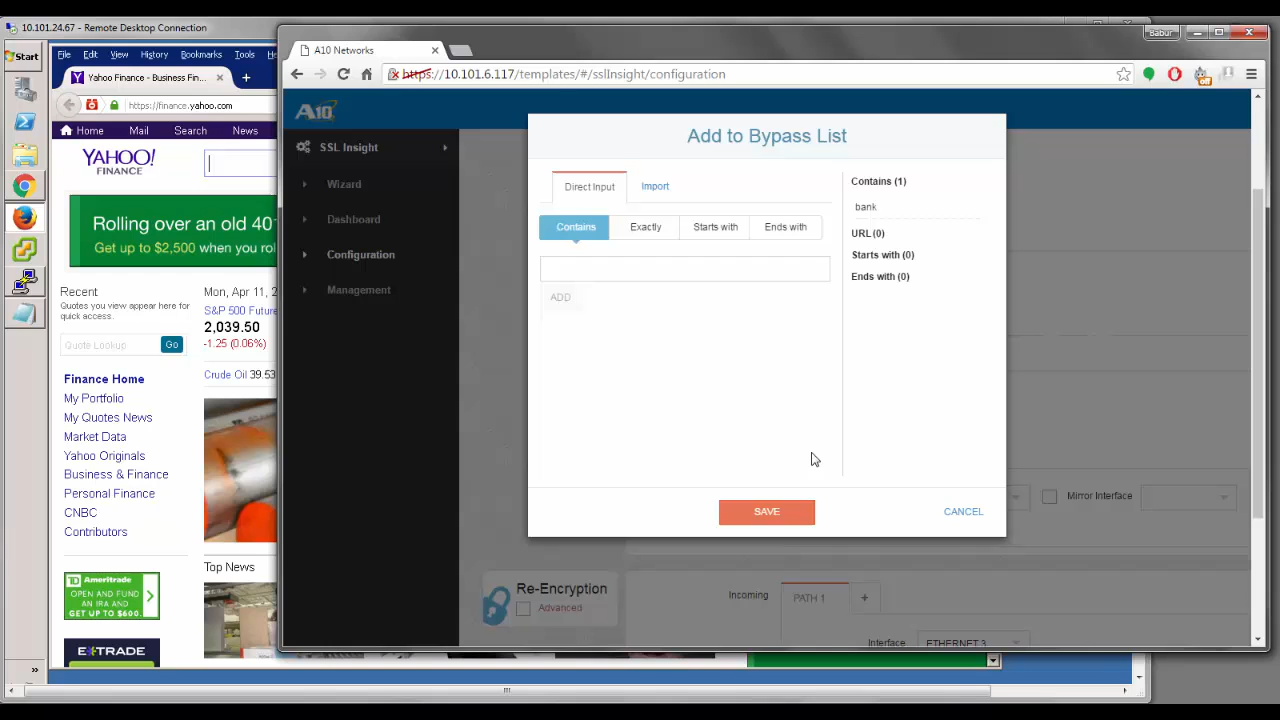 10.101.24.67 - Remote Desktop Connection
Start
File Edit View History Bookmarks Tools He
Yahoo Finance - Business Fin...
https://finance.yahoo.com
Home Mail Search News
YAHOO!
FINANCE
Rolling over an old 401
Get up to $2,500 when you rol
Recent
Quotes you view appear here for
quick access.
Quote Lookup Go
Mon, Apr 11, 2
S&P 500 Future
2,039.50
-1.25 (0.06%)
Crude Oil 39.53
Finance Home
My Portfolio
My Quotes News
Market Data
Yahoo Originals
Business & Finance
Personal Finance
CNBC
Contributors
Top News
TD Ameritrade
OPEN AND FUND
AN IRA AND
GET UP TO $600.
E*TRADE
Babur
A10 Networks
https://10.101.6.117/templates/#/sslInsight/configuration
off
A10
SSL Insight
Wizard
Dashboard
Configuration
Management
Add to Bypass List
Direct Input Import
Contains Exactly Starts with Ends with
ADD
Contains (1)
bank
URL (0)
Starts with (0)
Ends with (0)
SAVE CANCEL
Mirror Interface
Re-Encryption
Advanced
Incoming PATH 1 +
Interface ETHERNET 3